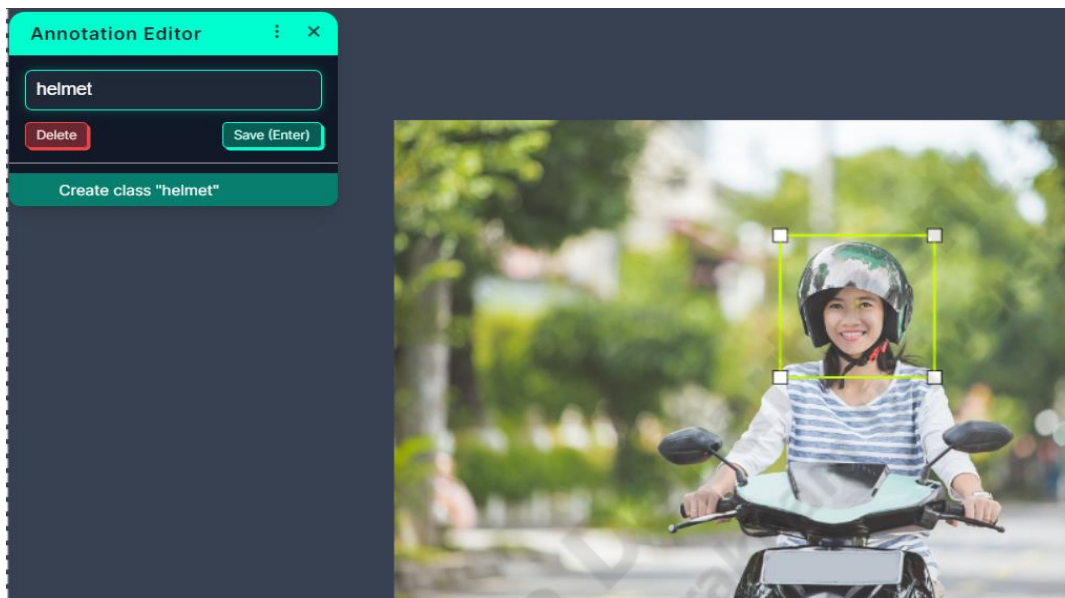 Annotation Editor
helmet
Delete
Save (Enter)
Create class "helmet"